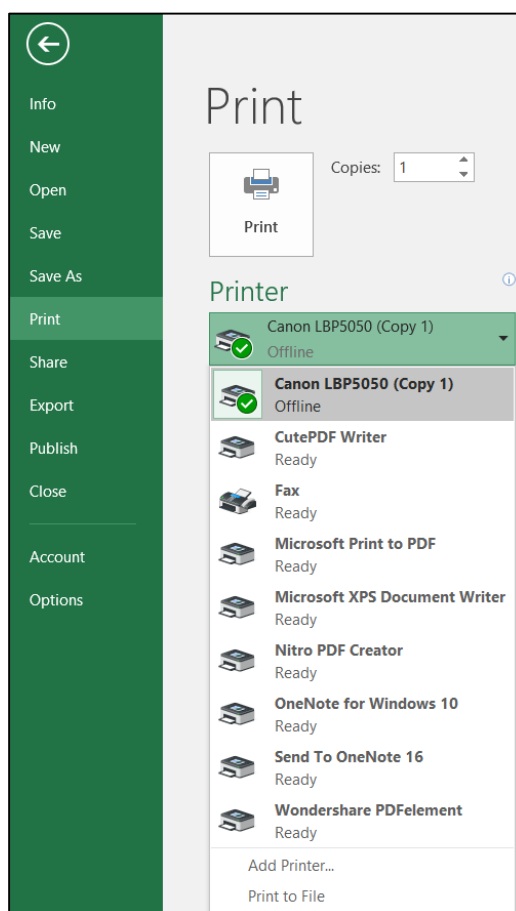 Info
New
Open
Save
Save As
Print
Share
Export
Publish
Close
Account
Options
Print
Copies: 1
Print
Printer
Canon LBP5050 (Copy 1)
Offline
Canon LBP5050 (Copy 1)
Offline
CutePDF Writer
Ready
Fax
Ready
Microsoft Print to PDF
Ready
Microsoft XPS Document Writer
Ready
Nitro PDF Creator
Ready
OneNote for Windows 10
Ready
Send To OneNote 16
Ready
Wondershare PDFelement
Ready
Add Printer...
Print to File